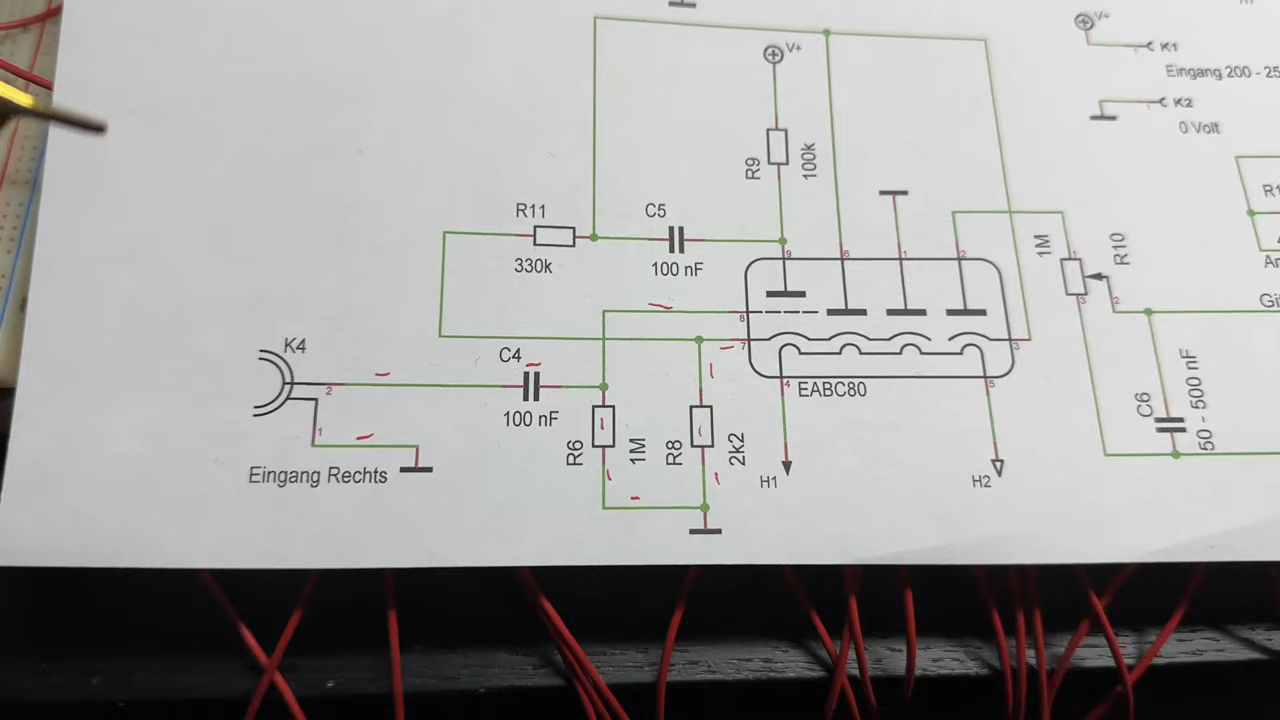 V+
K1
Eingang 200 - 25
K2
0 Volt
V+
R9
100k
R11
330k
C5
100 nF
9
6
1
2
8
7
3
4
5
EABC80
H1
H2
1M
R10
1
2
3
C6
50 - 500 nF
K4
2
1
Eingang Rechts
C4
100 nF
R6
1M
R8
2k2
R1